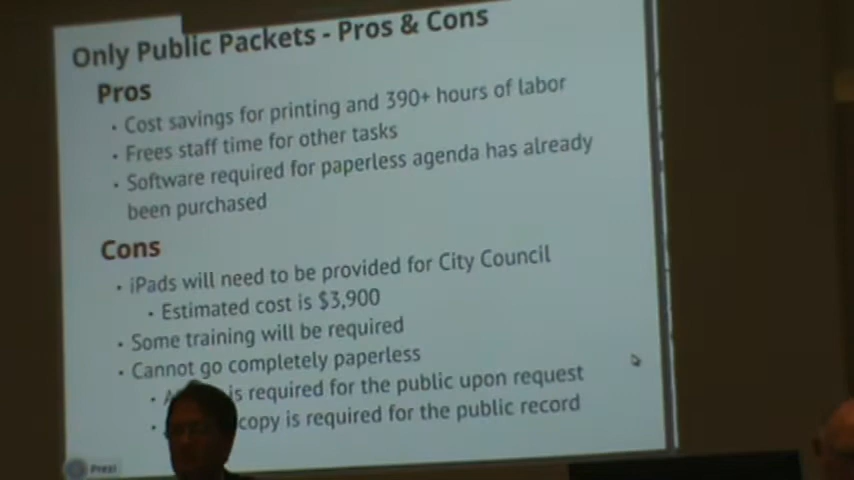 Only Public Packets - Pros & Cons
Pros
· Cost savings for printing and 390+ hours of labor
· Frees staff time for other tasks
· Software required for paperless agenda has already
been purchased
Cons
· iPads will need to be provided for City Council
· Estimated cost is $3,900
· Some training will be required
· Cannot go completely paperless
· is required for the public upon request
· copy is required for the public record
Prezi